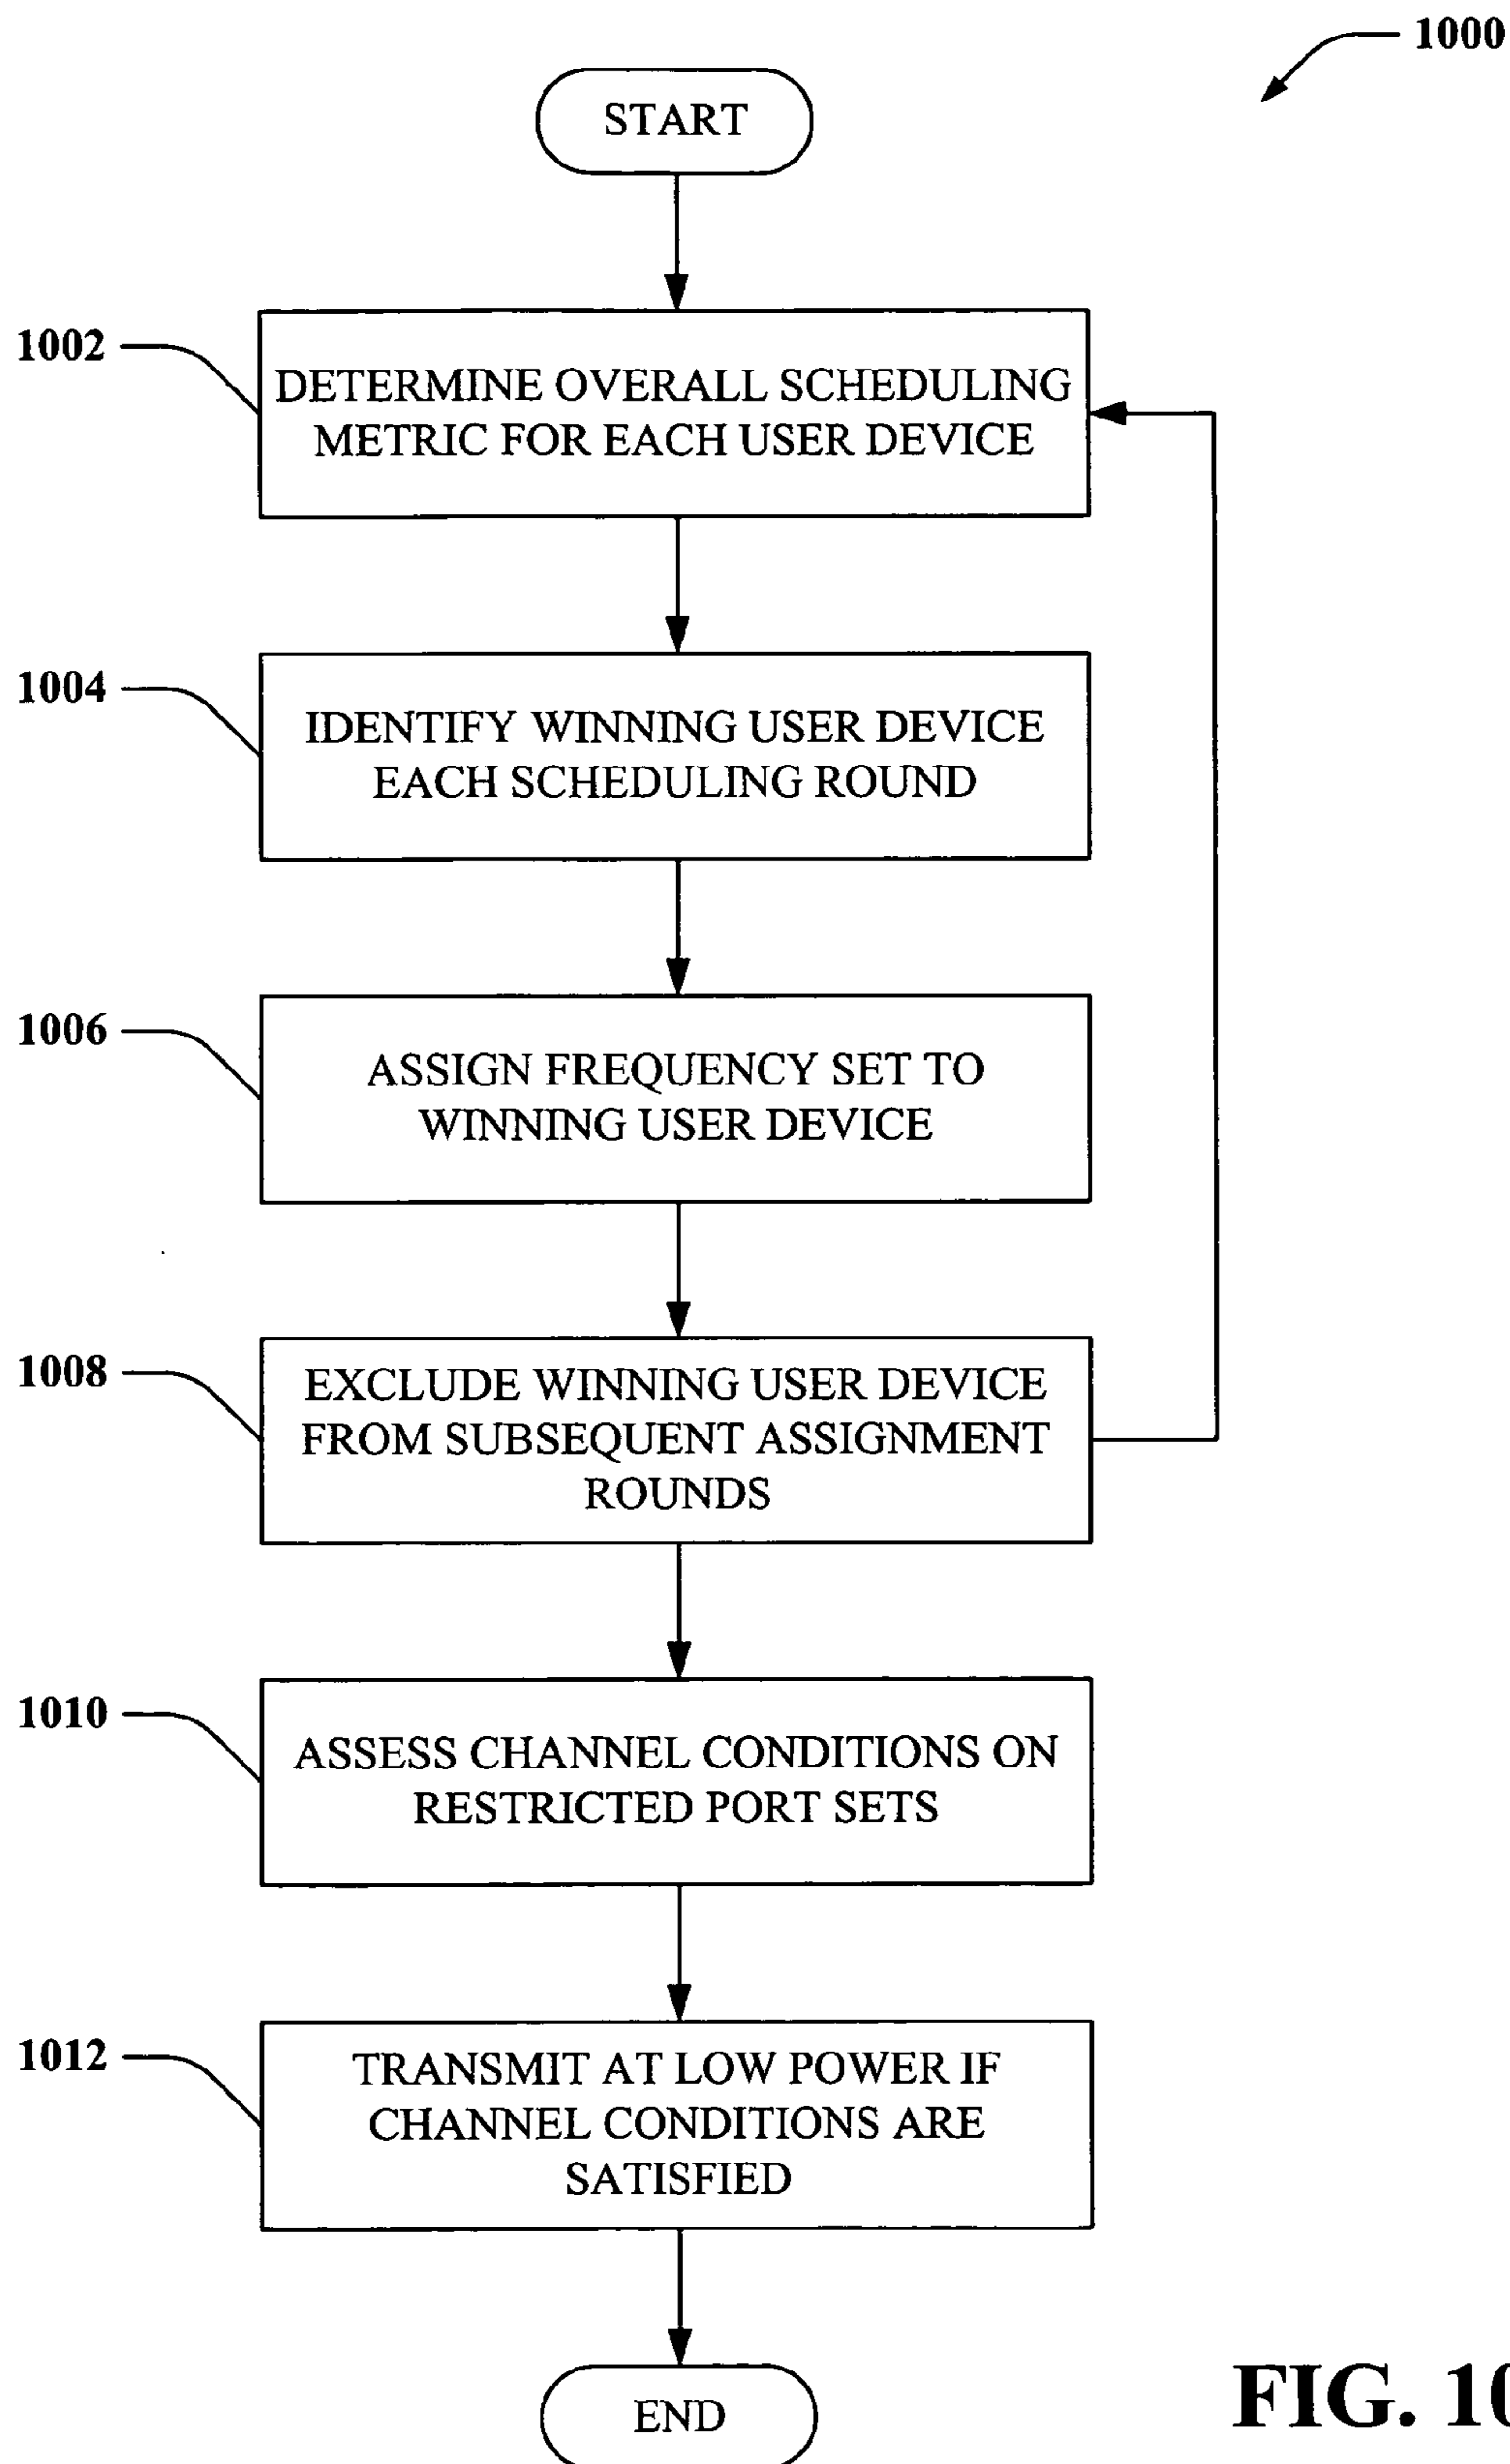 1000
START
1002
DETERMINE OVERALL SCHEDULING
METRIC FOR EACH USER DEVICE
1004
IDENTIFY WINNING USER DEVICE
EACH SCHEDULING ROUND
1006
ASSIGN FREQUENCY SET TO
WINNING USER DEVICE
1008
EXCLUDE WINNING USER DEVICE
FROM SUBSEQUENT ASSIGNMENT
ROUNDS
1010
ASSESS CHANNEL CONDITIONS ON
RESTRICTED PORT SETS
1012
TRANSMIT AT LOW POWER IF
CHANNEL CONDITIONS ARE
SATISFIED
END
FIG. 10